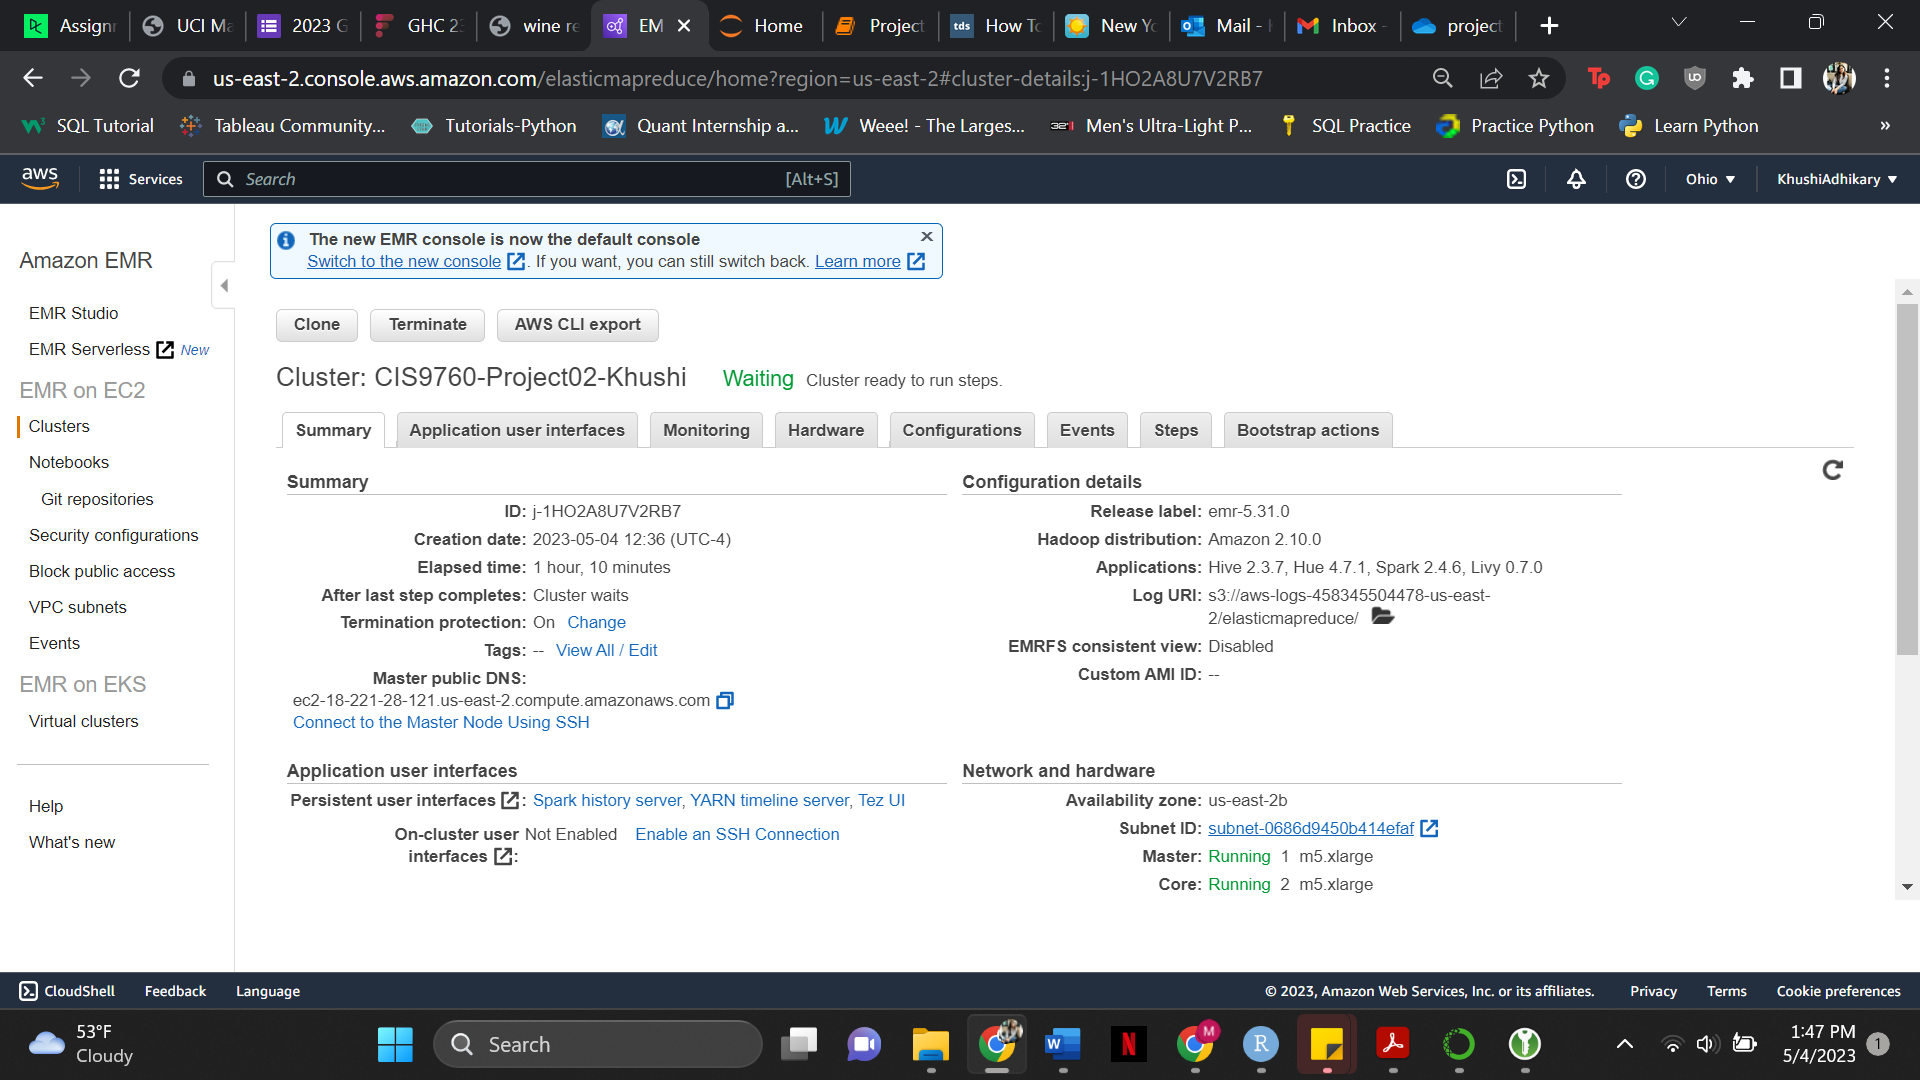 Assignr
UCI Ma
2023 G
GHC 23
wine re
EM
Home
Project
How To
New Yo
Mail -
Inbox -
project
us-east-2.console.aws.amazon.com/elasticmapreduce/home?region=us-east-2#cluster-details:j-1HO2A8U7V2RB7
SQL Tutorial
Tableau Community...
Tutorials-Python
Quant Internship a...
Weee! - The Larges...
Men's Ultra-Light P...
SQL Practice
Practice Python
Learn Python
»
aws
Services
Search
[Alt+S]
Ohio
KhushiAdhikary
Amazon EMR
EMR Studio
EMR Serverless New
EMR on EC2
Clusters
Notebooks
Git repositories
Security configurations
Block public access
VPC subnets
Events
EMR on EKS
Virtual clusters
Help
What's new
The new EMR console is now the default console
Switch to the new console . If you want, you can still switch back. Learn more
Clone
Terminate
AWS CLI export
Cluster: CIS9760-Project02-Khushi Waiting Cluster ready to run steps.
Summary
Application user interfaces
Monitoring
Hardware
Configurations
Events
Steps
Bootstrap actions
Summary
ID: j-1HO2A8U7V2RB7
Creation date: 2023-05-04 12:36 (UTC-4)
Elapsed time: 1 hour, 10 minutes
After last step completes: Cluster waits
Termination protection: On Change
Tags: -- View All / Edit
Master public DNS:
ec2-18-221-28-121.us-east-2.compute.amazonaws.com
Connect to the Master Node Using SSH
Configuration details
Release label: emr-5.31.0
Hadoop distribution: Amazon 2.10.0
Applications: Hive 2.3.7, Hue 4.7.1, Spark 2.4.6, Livy 0.7.0
Log URI: s3://aws-logs-458345504478-us-east-
2/elasticmapreduce/
EMRFS consistent view: Disabled
Custom AMI ID: --
Application user interfaces
Persistent user interfaces : Spark history server, YARN timeline server, Tez UI
On-cluster user Not Enabled Enable an SSH Connection
interfaces :
Network and hardware
Availability zone: us-east-2b
Subnet ID: subnet-0686d9450b414efaf
Master: Running 1 m5.xlarge
Core: Running 2 m5.xlarge
CloudShell
Feedback
Language
© 2023, Amazon Web Services, Inc. or its affiliates.
Privacy
Terms
Cookie preferences
53°F
Cloudy
Search
1:47 PM
5/4/2023
1